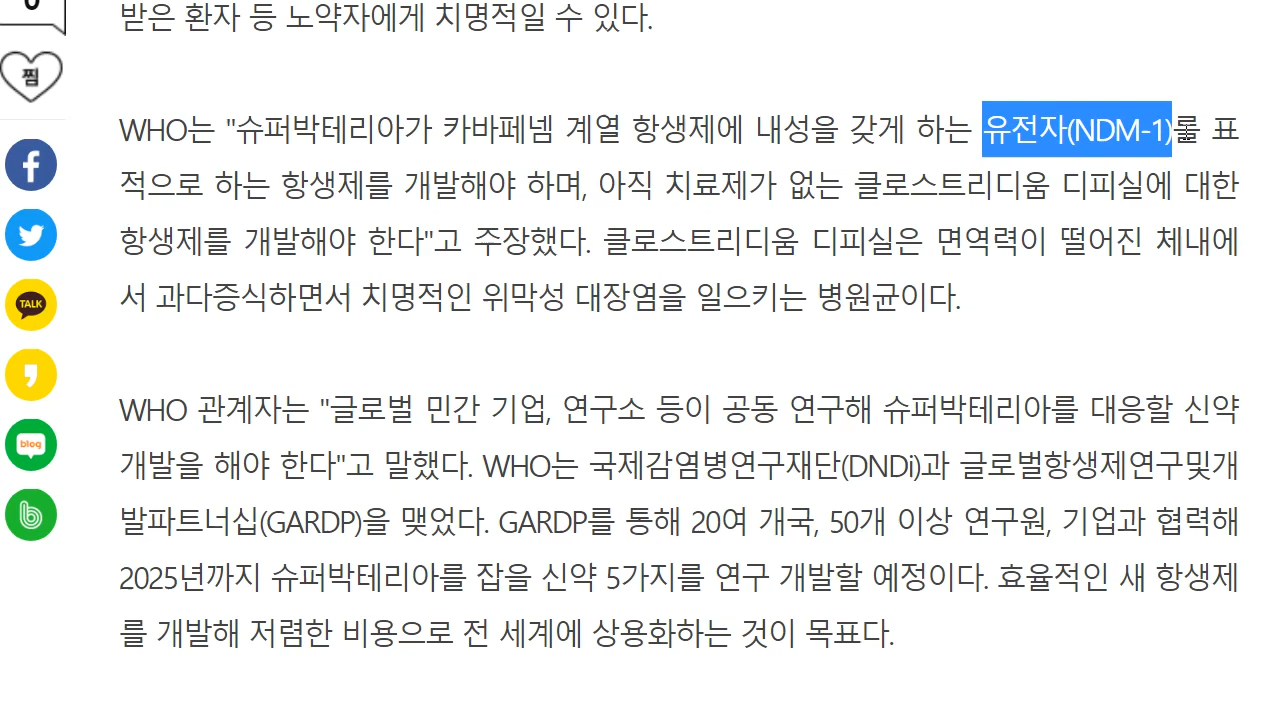 0
받은 환자 등 노약자에게 치명적일 수 있다.
찜
WHO는 "슈퍼박테리아가 카바페넴 계열 항생제에 내성을 갖게 하는 유전자(NDM-1)를 표
적으로 하는 항생제를 개발해야 하며, 아직 치료제가 없는 클로스트리디움 디피실에 대한
항생제를 개발해야 한다"고 주장했다. 클로스트리디움 디피실은 면역력이 떨어진 체내에
서 과다증식하면서 치명적인 위막성 대장염을 일으키는 병원균이다.
TALK
WHO 관계자는 "글로벌 민간 기업, 연구소 등이 공동 연구해 슈퍼박테리아를 대응할 신약
blog
개발을 해야 한다"고 말했다. WHO는 국제감염병연구재단(DNDi)과 글로벌항생제연구및개
발파트너십(GARDP)을 맺었다. GARDP를 통해 20여 개국, 50개 이상 연구원, 기업과 협력해
2025년까지 슈퍼박테리아를 잡을 신약 5가지를 연구 개발할 예정이다. 효율적인 새 항생제
를 개발해 저렴한 비용으로 전 세계에 상용화하는 것이 목표다.